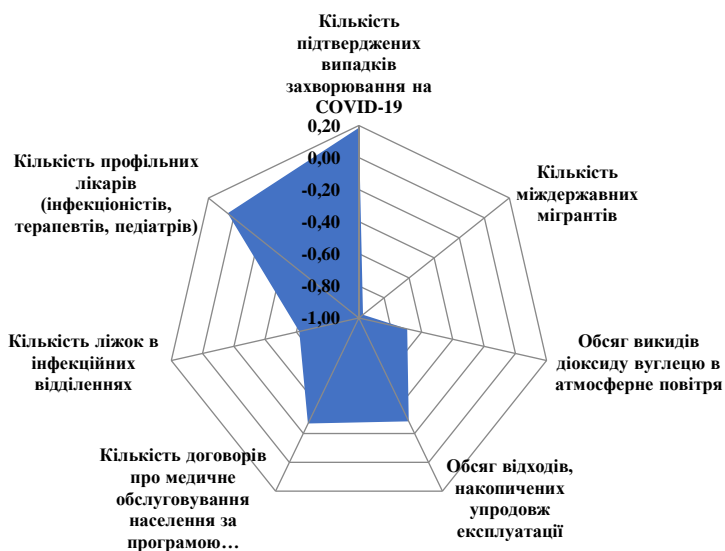 Кількість
підтверджених
випадків
захворювання на
COVID-19
0,20
0,00
-0,20
-0,40
-0,60
-0,80
-1,00
Кількість
міждержавних
мігрантів
Обсяг викидів
діоксиду вуглецю в
атмосферне повітря
Обсяг відходів,
накопичених
упродовж
експлуатації
Кількість договорів
про медичне
обслуговування
населення за
програмою…
Кількість ліжок в
інфекційних
відділеннях
Кількість профільних
лікарів
(інфекціоністів,
терапевтів, педіатрів)